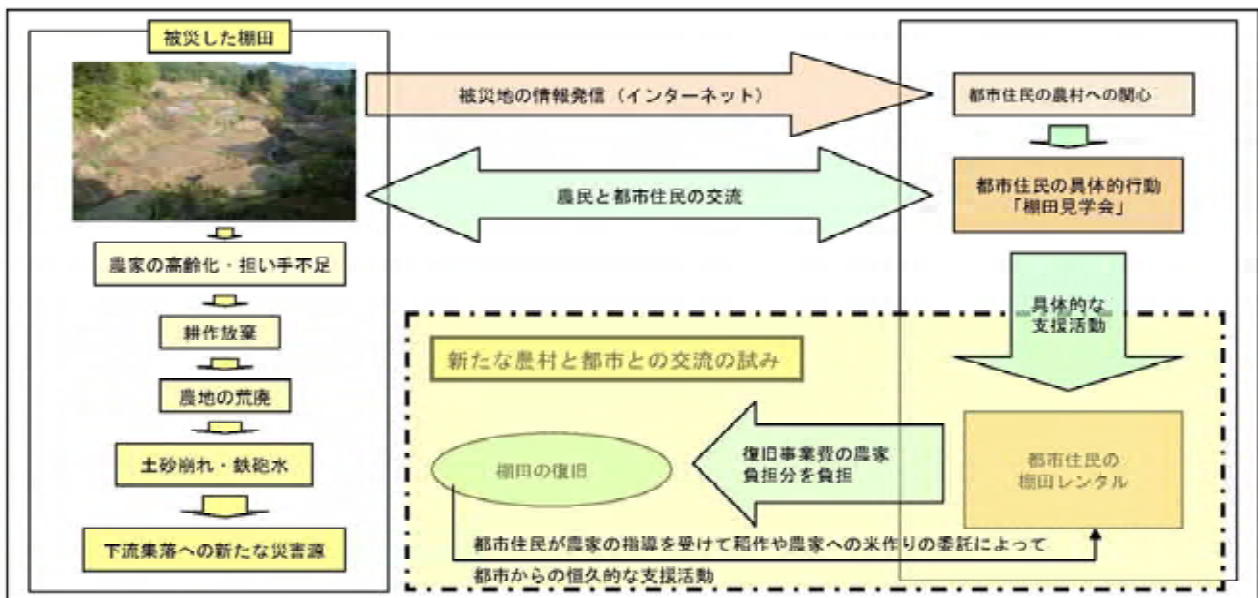 被災した棚田
農家の高齢化・担い手不足
耕作放棄
農地の荒廃
土砂崩れ・鉄砲水
下流集落への新たな災害源
被災地の情報発信（インターネット）
農民と都市住民の交流
都市住民の農村への関心
都市住民の具体的行動
「棚田見学会」
具体的な
支援活動
新たな農村と都市との交流の試み
棚田の復旧
復旧事業費の農家
負担分を負担
都市住民の
棚田レンタル
都市住民が農家の指導を受けて稲作や農家への米作りの委託によって
都市からの恒久的な支援活動